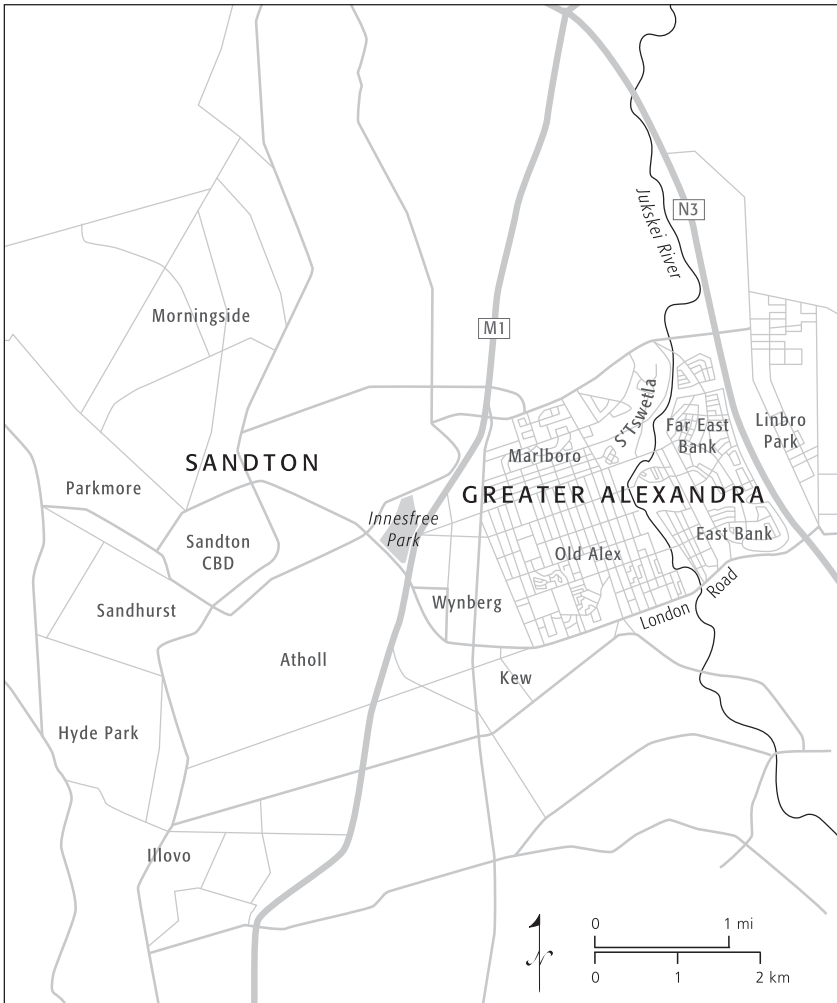 Jukskei River
N3
Morningside
M1
S'Tswetla
Far East
Bank
Linbro
Park
Marlboro
SANDTON
Parkmore
GREATER ALEXANDRA
Innesfree
Park
Sandton
CBD
Old Alex
East Bank
Sandhurst
Wynberg
London Road
Atholl
Kew
Hyde Park
Illovo
N
0 1 mi
0 1 2 km